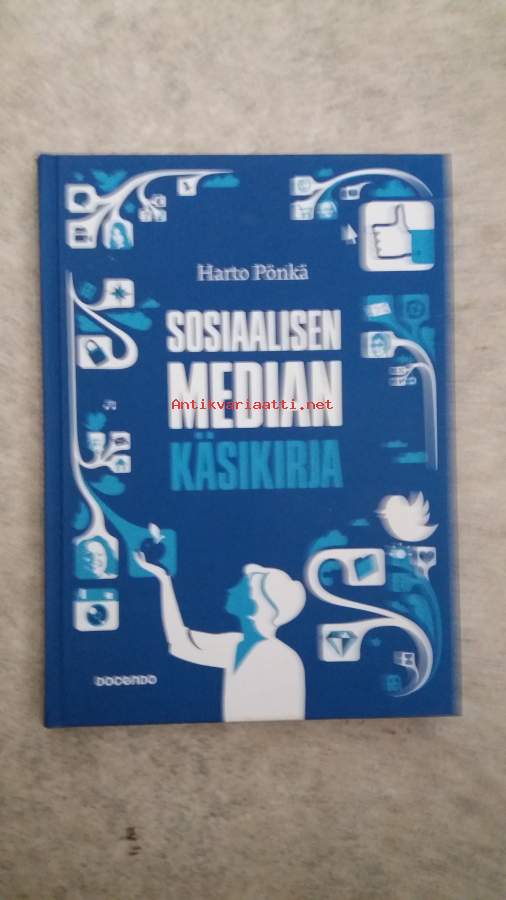 Harto Pönkä
SOSIAALISEN
MEDIAN
Antikvariaatti.net
KÄSIKIRJA
DOCENDO